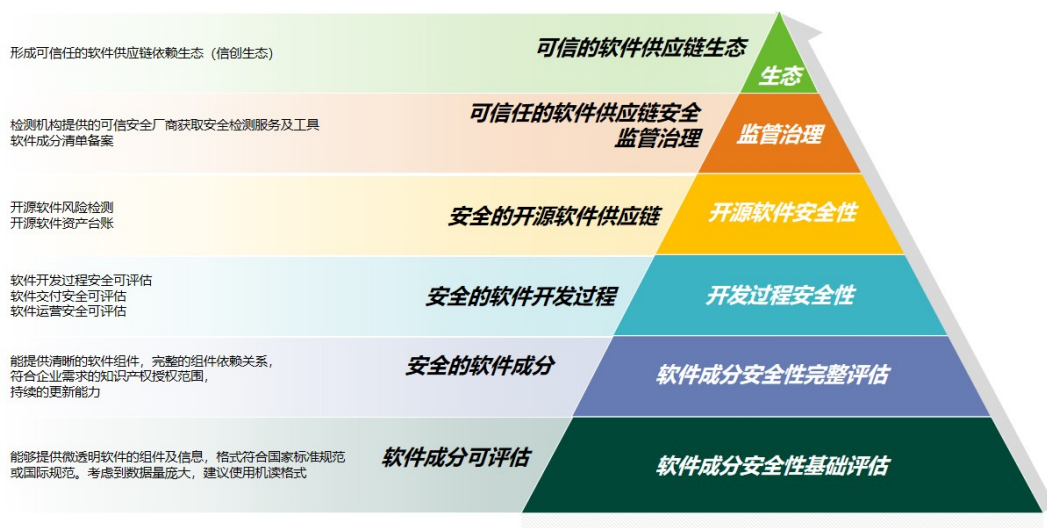 形成可信任的软件供应链依赖生态（信创生态）
可信的软件供应链生态
生态
检测机构提供的可信安全厂商获取安全检测服务及工具
软件成分清单备案
可信任的软件供应链安全
监管治理
监管治理
开源软件风险检测
开源软件资产台账
安全的开源软件供应链
开源软件安全性
软件开发过程安全可评估
软件交付安全可评估
软件运营安全可评估
安全的软件开发过程
开发过程安全性
能提供清晰的软件组件，完整的组件依赖关系，
符合企业需求的知识产权授权范围，
持续的更新能力
安全的软件成分
软件成分安全性完整评估
能够提供微透明软件的组件及信息，格式符合国家标准规范
或国际规范。考虑到数据量庞大，建议使用机读格式
软件成分可评估
软件成分安全性基础评估